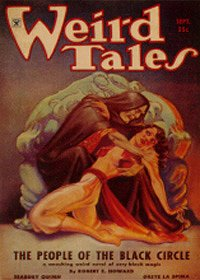 Weird
SEPT.
25c
Tales
THE PEOPLE OF THE BLACK CIRCLE
a smashing weird novel of eery black magic
By ROBERT E. HOWARD
SEABURY QUINN
GREYE LA SPINA